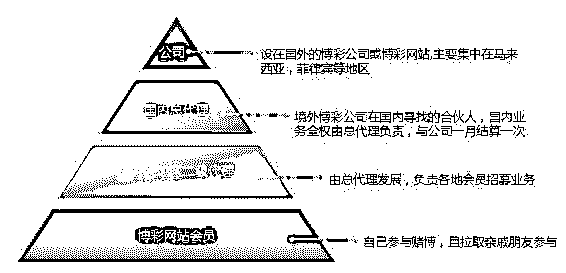 公司
设在国外的博彩公司或博彩网站,主要集中在马来
西亚，菲律宾等地区
国内总代理
境外博彩公司在国内寻找的合伙人，国内业
务全权由总代理负责，与公司一月结算一次
由总代理发展，负责各地会员招募业务
博彩网站会员
自己参与赌博，且拉取亲戚朋友参与